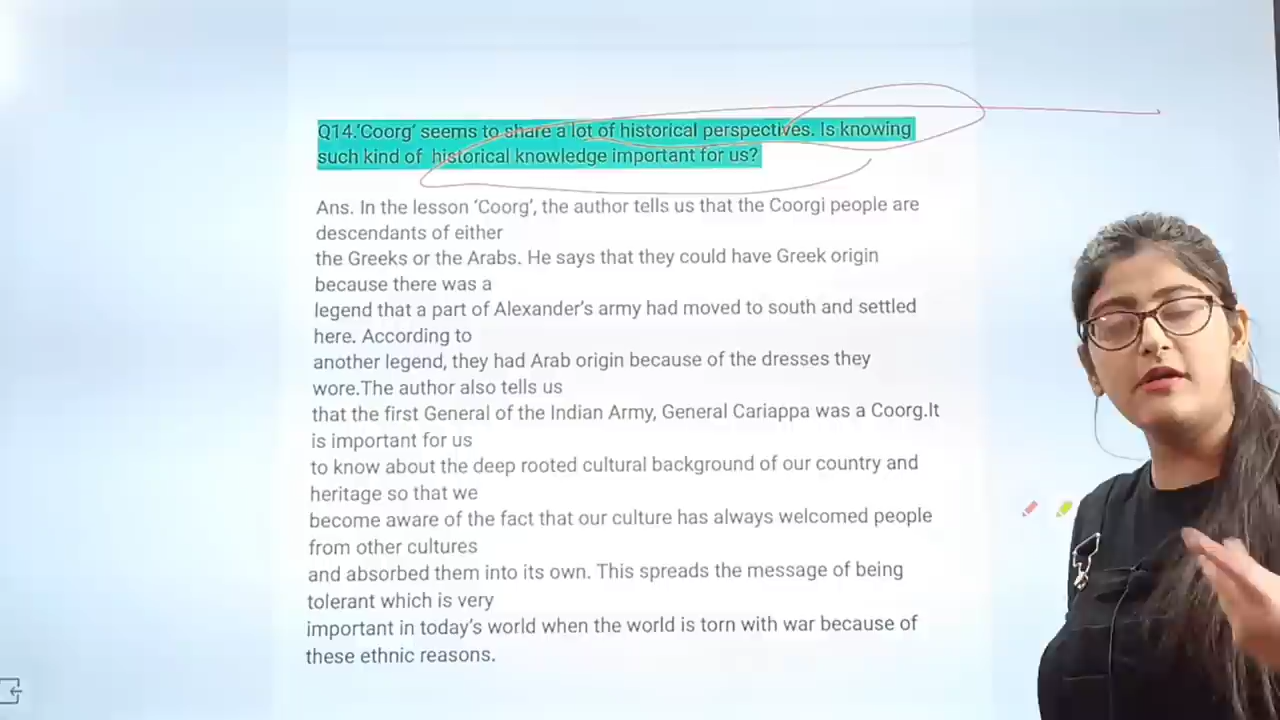 Q14.‘Coorg’ seems to share a lot of historical perspectives. Is knowing
such kind of  historical knowledge important for us?
Ans. In the lesson ‘Coorg’, the author tells us that the Coorgi people are
descendants of either
the Greeks or the Arabs. He says that they could have Greek origin
because there was a
legend that a part of Alexander’s army had moved to south and settled
here. According to
another legend, they had Arab origin because of the dresses they
wore.The author also tells us
that the first General of the Indian Army, General Cariappa was a Coorg.It
is important for us
to know about the deep rooted cultural background of our country and
heritage so that we
become aware of the fact that our culture has always welcomed people
from other cultures
and absorbed them into its own. This spreads the message of being
tolerant which is very
important in today’s world when the world is torn with war because of
these ethnic reasons.